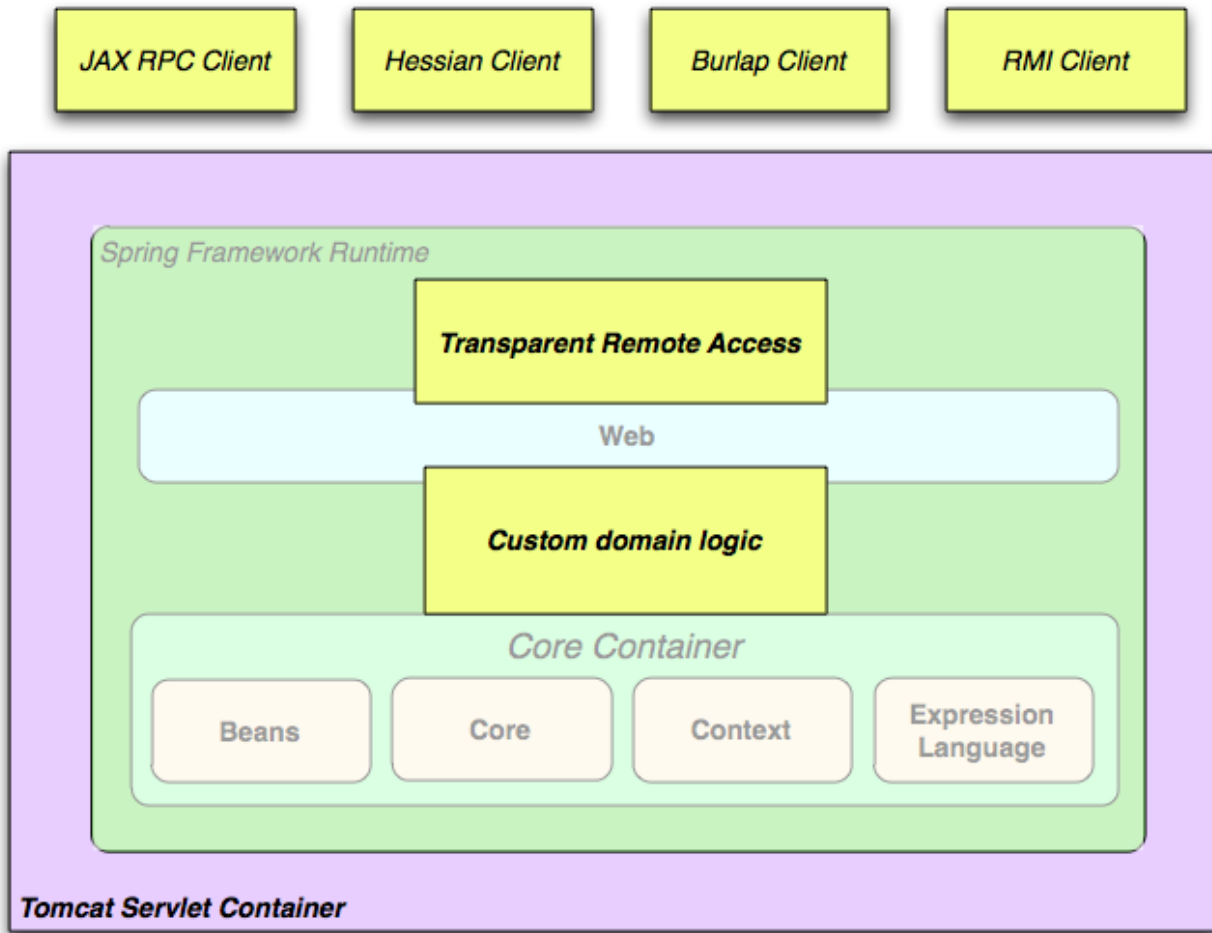 JAX RPC Client
Hessian Client
Burlap Client
RMI Client
Spring Framework Runtime
Transparent Remote Access
Web
Custom domain logic
Core Container
Beans
Core
Context
Expression
Language
Tomcat Servlet Container